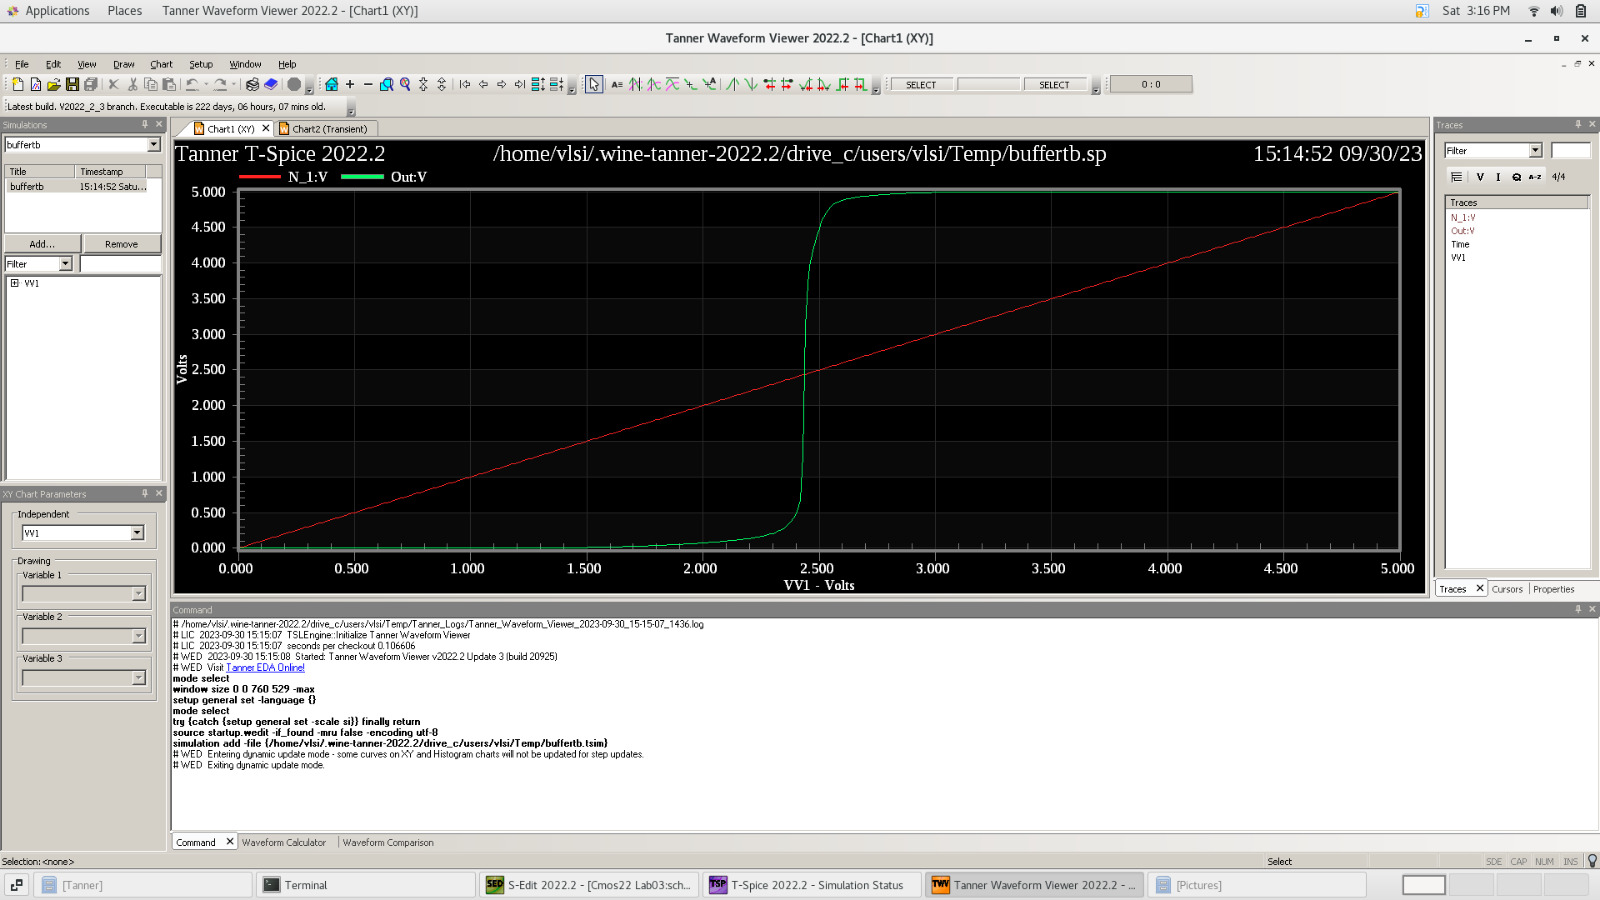 Applications Places Tanner Waveform Viewer 2022.2 - [Chart1 (XY)] Sat 3:16 PM
Tanner Waveform Viewer 2022.2 - [Chart1 (XY)]
File Edit View Draw Chart Setup Window Help
SELECT SELECT 0 : 0
Latest build. V2022_2_3 branch. Executable is 222 days, 06 hours, 07 mins old.
Simulations
buffertb
Title Timestamp
buffertb 15:14:52 Satu...
Add... Remove
Filter
VV1
XY Chart Parameters
Independent
VV1
Drawing
Variable 1
Variable 2
Variable 3
Chart1 (XY) Chart2 (Transient)
Tanner T-Spice 2022.2 /home/vlsi/.wine-tanner-2022.2/drive_c/users/vlsi/Temp/buffertb.sp 15:14:52 09/30/23
N_1:V Out:V
5.000
4.500
4.000
3.500
3.000
2.500
2.000
1.500
1.000
0.500
0.000
Volts
0.000 0.500 1.000 1.500 2.000 2.500 3.000 3.500 4.000 4.500 5.000
VV1 - Volts
Traces
Filter
V I Q A-Z 4/4
Traces
N_1:V
Out:V
Time
VV1
Traces Cursors Properties
Command
# /home/vlsi/.wine-tanner-2022.2/drive_c/users/vlsi/Temp/Tanner_Logs/Tanner_Waveform_Viewer_2023-09-30_15-15-07_1436.log
# LIC 2023-09-30 15:15:07 TSLEngine::Initialize Tanner Waveform Viewer
# LIC 2023-09-30 15:15:07 seconds per checkout 0.106606
# WED 2023-09-30 15:15:08 Started: Tanner Waveform Viewer v2022.2 Update 3 (build 20925)
# WED Visit Tanner EDA Online!
mode select
window size 0 0 760 529 -max
setup general set -language {}
mode select
try {catch {setup general set -scale si}} finally return
source startup.wedit -if_found -mru false -encoding utf-8
simulation add -file {/home/vlsi/.wine-tanner-2022.2/drive_c/users/vlsi/Temp/buffertb.tsim}
# WED Entering dynamic update mode - some curves on XY and Histogram charts will not be updated for step updates.
# WED Exiting dynamic update mode.
Command Waveform Calculator Waveform Comparison
Selection: <none> Select SDE CAP NUM INS
[Tanner] Terminal S-Edit 2022.2 - [Cmos22 Lab03:sch... T-Spice 2022.2 - Simulation Status Tanner Waveform Viewer 2022.2 - ... [Pictures]